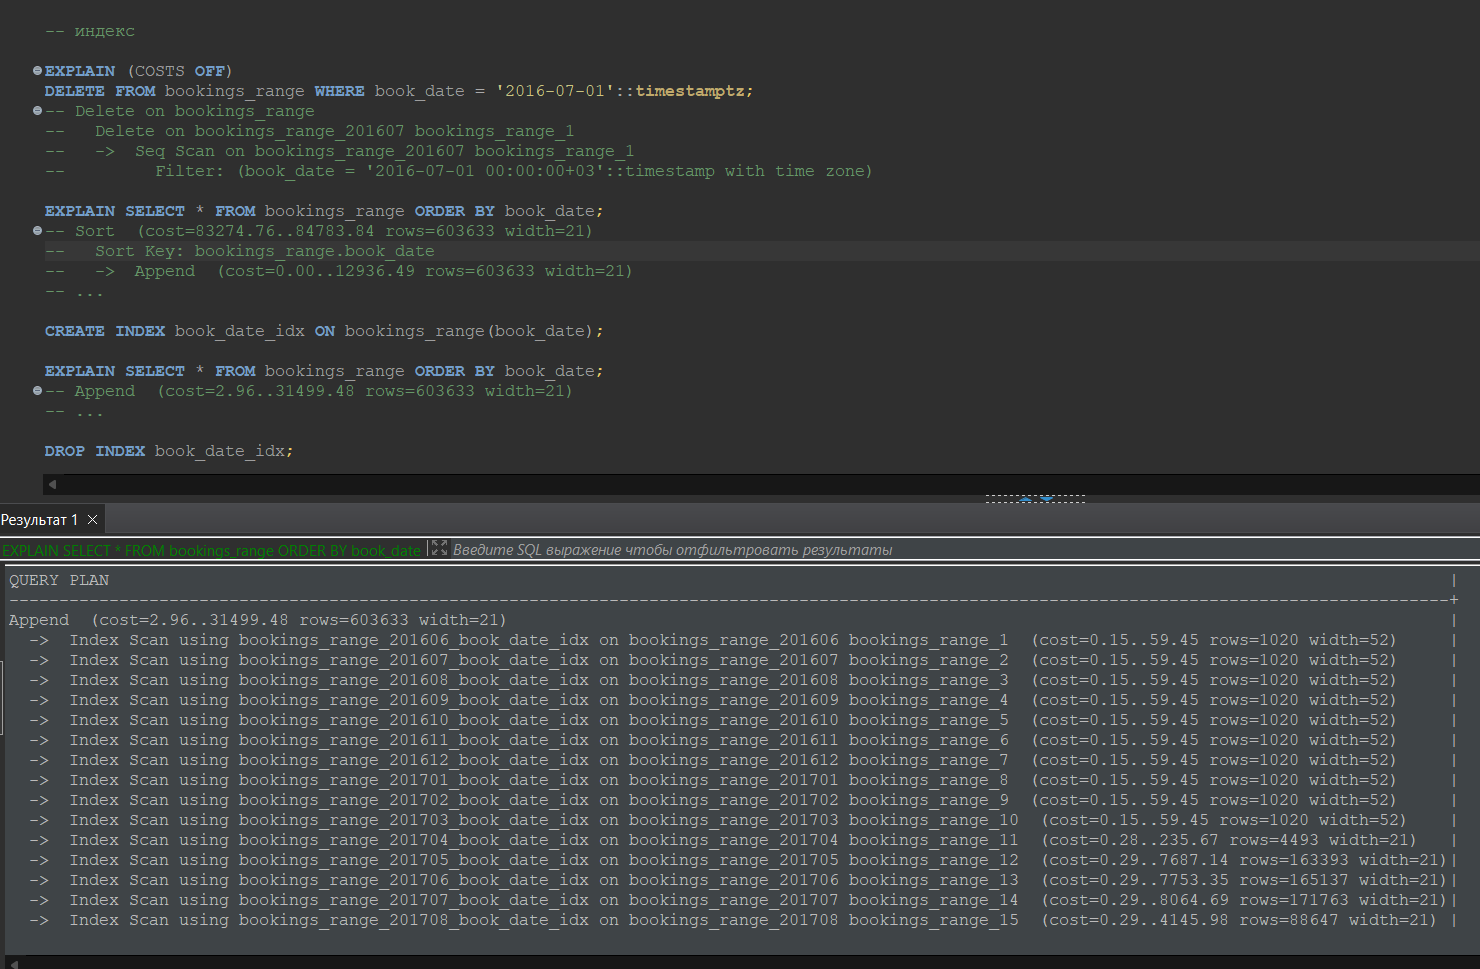 -- индекс
EXPLAIN (COSTS OFF)
DELETE FROM bookings_range WHERE book_date = '2016-07-01'::timestamptz;
-- Delete on bookings_range
--   Delete on bookings_range_201607 bookings_range_1
--   ->  Seq Scan on bookings_range_201607 bookings_range_1
--         Filter: (book_date = '2016-07-01 00:00:00+03'::timestamp with time zone)
EXPLAIN SELECT * FROM bookings_range ORDER BY book_date;
-- Sort  (cost=83274.76..84783.84 rows=603633 width=21)
--   Sort Key: bookings_range.book_date
--   ->  Append  (cost=0.00..12936.49 rows=603633 width=21)
-- ...
CREATE INDEX book_date_idx ON bookings_range(book_date);
EXPLAIN SELECT * FROM bookings_range ORDER BY book_date;
-- Append  (cost=2.96..31499.48 rows=603633 width=21)
-- ...
DROP INDEX book_date_idx;
Результат 1
EXPLAIN SELECT * FROM bookings_range ORDER BY book_date Введите SQL выражение чтобы отфильтровать результаты
QUERY PLAN |
------------------------------------------------------------------------------------------------------------------------------------------------+
Append  (cost=2.96..31499.48 rows=603633 width=21) |
  ->  Index Scan using bookings_range_201606_book_date_idx on bookings_range_201606 bookings_range_1  (cost=0.15..59.45 rows=1020 width=52) |
  ->  Index Scan using bookings_range_201607_book_date_idx on bookings_range_201607 bookings_range_2  (cost=0.15..59.45 rows=1020 width=52) |
  ->  Index Scan using bookings_range_201608_book_date_idx on bookings_range_201608 bookings_range_3  (cost=0.15..59.45 rows=1020 width=52) |
  ->  Index Scan using bookings_range_201609_book_date_idx on bookings_range_201609 bookings_range_4  (cost=0.15..59.45 rows=1020 width=52) |
  ->  Index Scan using bookings_range_201610_book_date_idx on bookings_range_201610 bookings_range_5  (cost=0.15..59.45 rows=1020 width=52) |
  ->  Index Scan using bookings_range_201611_book_date_idx on bookings_range_201611 bookings_range_6  (cost=0.15..59.45 rows=1020 width=52) |
  ->  Index Scan using bookings_range_201612_book_date_idx on bookings_range_201612 bookings_range_7  (cost=0.15..59.45 rows=1020 width=52) |
  ->  Index Scan using bookings_range_201701_book_date_idx on bookings_range_201701 bookings_range_8  (cost=0.15..59.45 rows=1020 width=52) |
  ->  Index Scan using bookings_range_201702_book_date_idx on bookings_range_201702 bookings_range_9  (cost=0.15..59.45 rows=1020 width=52) |
  ->  Index Scan using bookings_range_201703_book_date_idx on bookings_range_201703 bookings_range_10  (cost=0.15..59.45 rows=1020 width=52) |
  ->  Index Scan using bookings_range_201704_book_date_idx on bookings_range_201704 bookings_range_11  (cost=0.28..235.67 rows=4493 width=21) |
  ->  Index Scan using bookings_range_201705_book_date_idx on bookings_range_201705 bookings_range_12  (cost=0.29..7687.14 rows=163393 width=21)|
  ->  Index Scan using bookings_range_201706_book_date_idx on bookings_range_201706 bookings_range_13  (cost=0.29..7753.35 rows=165137 width=21)|
  ->  Index Scan using bookings_range_201707_book_date_idx on bookings_range_201707 bookings_range_14  (cost=0.29..8064.69 rows=171763 width=21)|
  ->  Index Scan using bookings_range_201708_book_date_idx on bookings_range_201708 bookings_range_15  (cost=0.29..4145.98 rows=88647 width=21) |